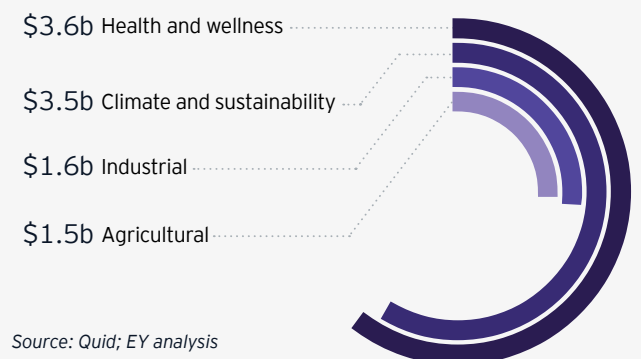 $3.6b Health and wellness
$3.5b Climate and sustainability
$1.6b Industrial
$1.5b Agricultural
Source: Quid; EY analysis